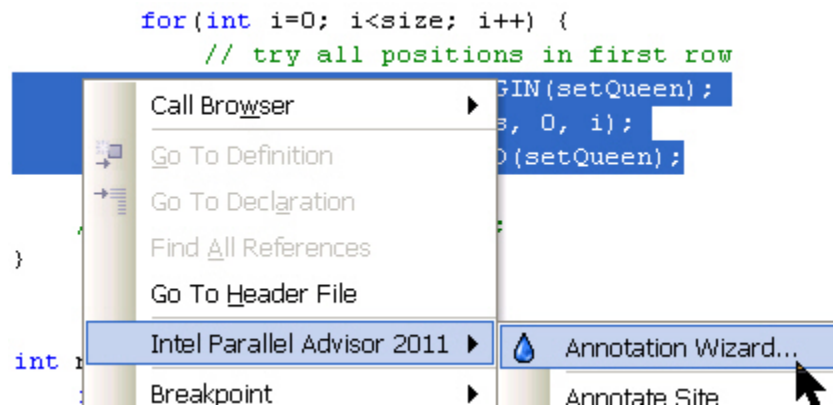 for(int i=0; i<size; i++) {
// try all positions in first row
GIN(setQueen);
Call Browser
s, 0, i);
Go To Definition
D(setQueen);
Go To Declaration
Find All References
}
Go To Header File
Intel Parallel Advisor 2011
Annotation Wizard...
int
Breakpoint
Annotate Site